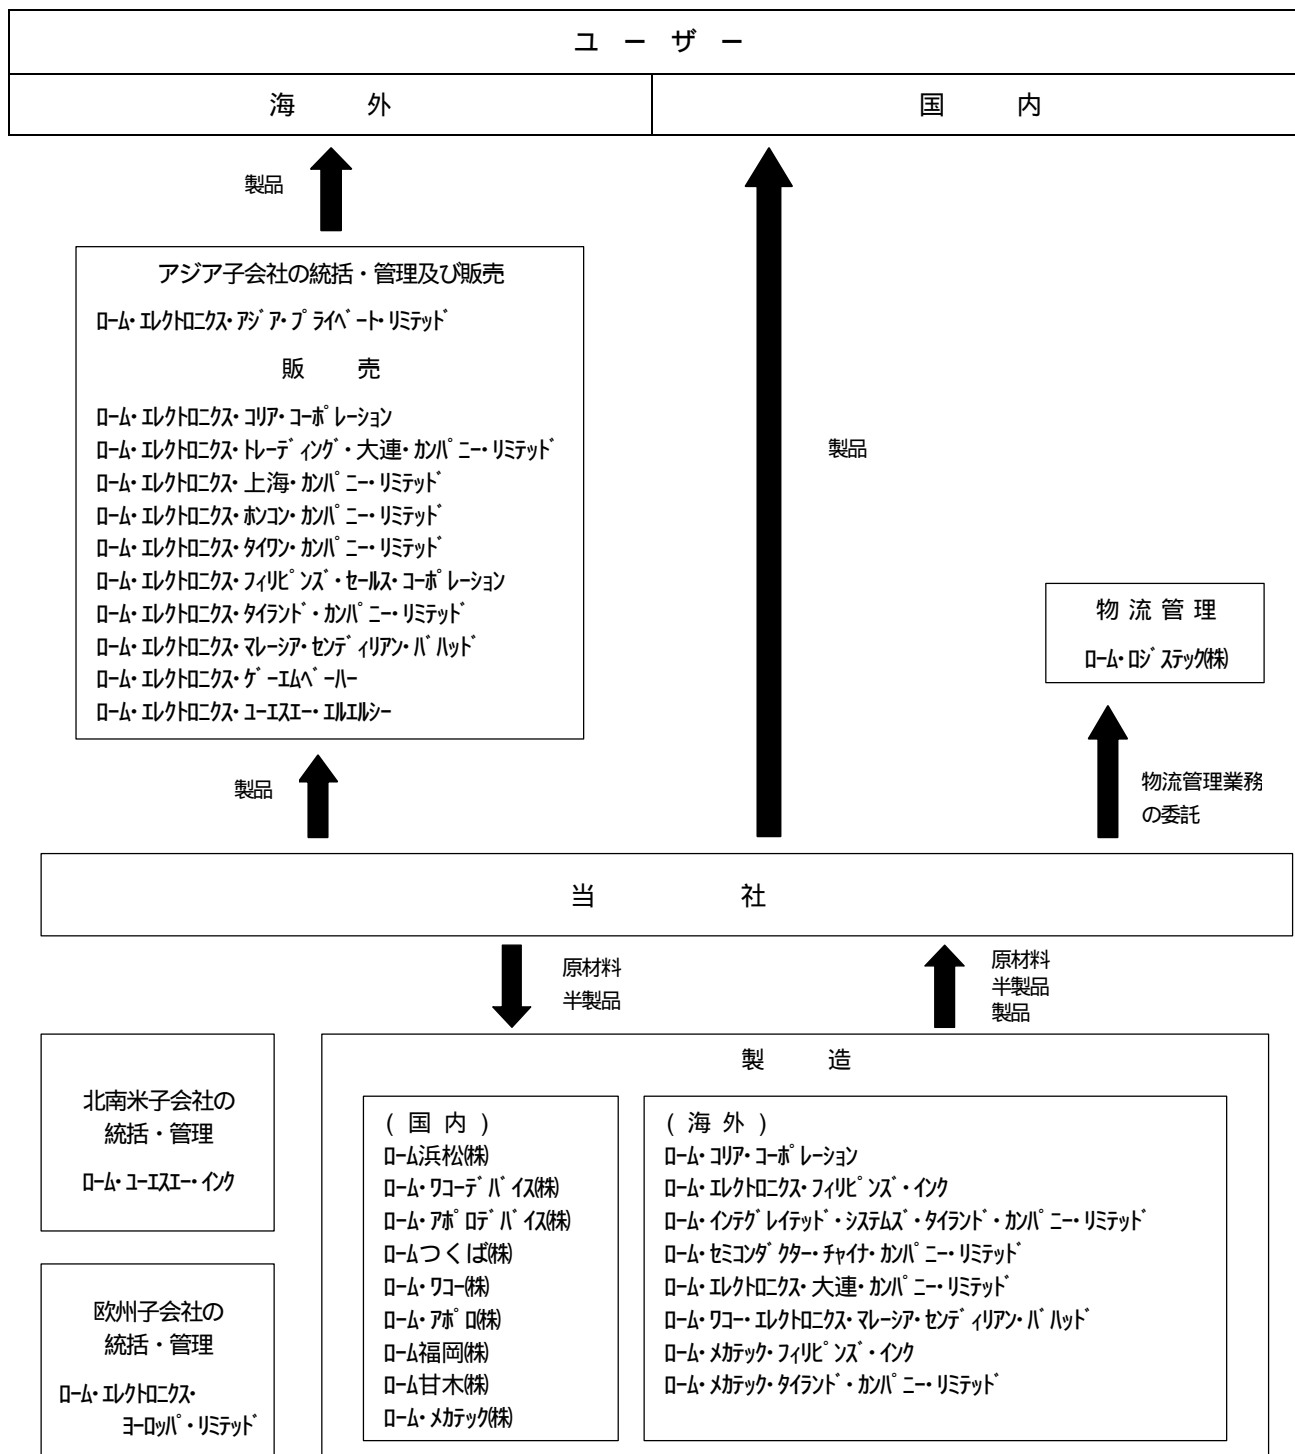 ユーザー
海外
国内
製品
アジア子会社の統括・管理及び販売
ﾛｰﾑ･ｴﾚｸﾄﾛﾆｸｽ･ｱｼﾞｱ･ﾌﾟﾗｲﾍﾞｰﾄ･ﾘﾐﾃｯﾄﾞ
販売
ﾛｰﾑ･ｴﾚｸﾄﾛﾆｸｽ･ｺﾘｱ･ｺｰﾎﾟﾚｰｼｮﾝ
ﾛｰﾑ･ｴﾚｸﾄﾛﾆｸｽ･ﾄﾚｰﾃﾞｨﾝｸﾞ･大連･ｶﾝﾊﾟﾆｰ･ﾘﾐﾃｯﾄﾞ
ﾛｰﾑ･ｴﾚｸﾄﾛﾆｸｽ･上海･ｶﾝﾊﾟﾆｰ･ﾘﾐﾃｯﾄﾞ
ﾛｰﾑ･ｴﾚｸﾄﾛﾆｸｽ･ﾎﾝｺﾝ･ｶﾝﾊﾟﾆｰ･ﾘﾐﾃｯﾄﾞ
ﾛｰﾑ･ｴﾚｸﾄﾛﾆｸｽ･ﾀｲﾜﾝ･ｶﾝﾊﾟﾆｰ･ﾘﾐﾃｯﾄﾞ
ﾛｰﾑ･ｴﾚｸﾄﾛﾆｸｽ･ﾌｨﾘﾋﾟﾝｽﾞ･ｾｰﾙｽ･ｺｰﾎﾟﾚｰｼｮﾝ
ﾛｰﾑ･ｴﾚｸﾄﾛﾆｸｽ･ﾀｲﾗﾝﾄﾞ･ｶﾝﾊﾟﾆｰ･ﾘﾐﾃｯﾄﾞ
ﾛｰﾑ･ｴﾚｸﾄﾛﾆｸｽ･ﾏﾚｰｼｱ･ｾﾝﾃﾞｨﾘｱﾝ･ﾊﾞﾊｯﾄﾞ
ﾛｰﾑ･ｴﾚｸﾄﾛﾆｸｽ･ｹﾞｰｴﾑﾍﾞｰﾊｰ
ﾛｰﾑ･ｴﾚｸﾄﾛﾆｸｽ･ﾕｰｴｽｴｰ･ｴﾙｴﾙｼｰ
製品
製品
物流管理
ﾛｰﾑ･ﾛｼﾞｽﾃｯｸ㈱
物流管理業務
の委託
当社
原材料
半製品
原材料
半製品
製品
北南米子会社の
統括・管理
ﾛｰﾑ･ﾕｰｴｽｴｰ･ｲﾝｸ
欧州子会社の
統括・管理
ﾛｰﾑ･ｴﾚｸﾄﾛﾆｸｽ･
ﾖｰﾛｯﾊﾟ･ﾘﾐﾃｯﾄﾞ
製造
(国内)
ﾛｰﾑ浜松㈱
ﾛｰﾑ･ﾜｺｰﾃﾞﾊﾞｲｽ㈱
ﾛｰﾑ･ｱﾎﾟﾛﾃﾞﾊﾞｲｽ㈱
ﾛｰﾑつくば㈱
ﾛｰﾑ･ﾜｺｰ㈱
ﾛｰﾑ･ｱﾎﾟﾛ㈱
ﾛｰﾑ福岡㈱
ﾛｰﾑ甘木㈱
ﾛｰﾑ･ﾒｶﾃｯｸ㈱
(海外)
ﾛｰﾑ･ｺﾘｱ･ｺｰﾎﾟﾚｰｼｮﾝ
ﾛｰﾑ･ｴﾚｸﾄﾛﾆｸｽ･ﾌｨﾘﾋﾟﾝｽﾞ･ｲﾝｸ
ﾛｰﾑ･ｲﾝﾃｸﾞﾚｲﾃｯﾄﾞ･ｼｽﾃﾑｽﾞ･ﾀｲﾗﾝﾄﾞ･ｶﾝﾊﾟﾆｰ･ﾘﾐﾃｯﾄﾞ
ﾛｰﾑ･ｾﾐｺﾝﾀﾞｸﾀｰ･ﾁｬｲﾅ･ｶﾝﾊﾟﾆｰ･ﾘﾐﾃｯﾄﾞ
ﾛｰﾑ･ｴﾚｸﾄﾛﾆｸｽ･大連･ｶﾝﾊﾟﾆｰ･ﾘﾐﾃｯﾄﾞ
ﾛｰﾑ･ﾜｺｰ･ｴﾚｸﾄﾛﾆｸｽ･ﾏﾚｰｼｱ･ｾﾝﾃﾞｨﾘｱﾝ･ﾊﾞﾊｯﾄﾞ
ﾛｰﾑ･ﾒｶﾃｯｸ･ﾌｨﾘﾋﾟﾝｽﾞ･ｲﾝｸ
ﾛｰﾑ･ﾒｶﾃｯｸ･ﾀｲﾗﾝﾄﾞ･ｶﾝﾊﾟﾆｰ･ﾘﾐﾃｯﾄﾞ